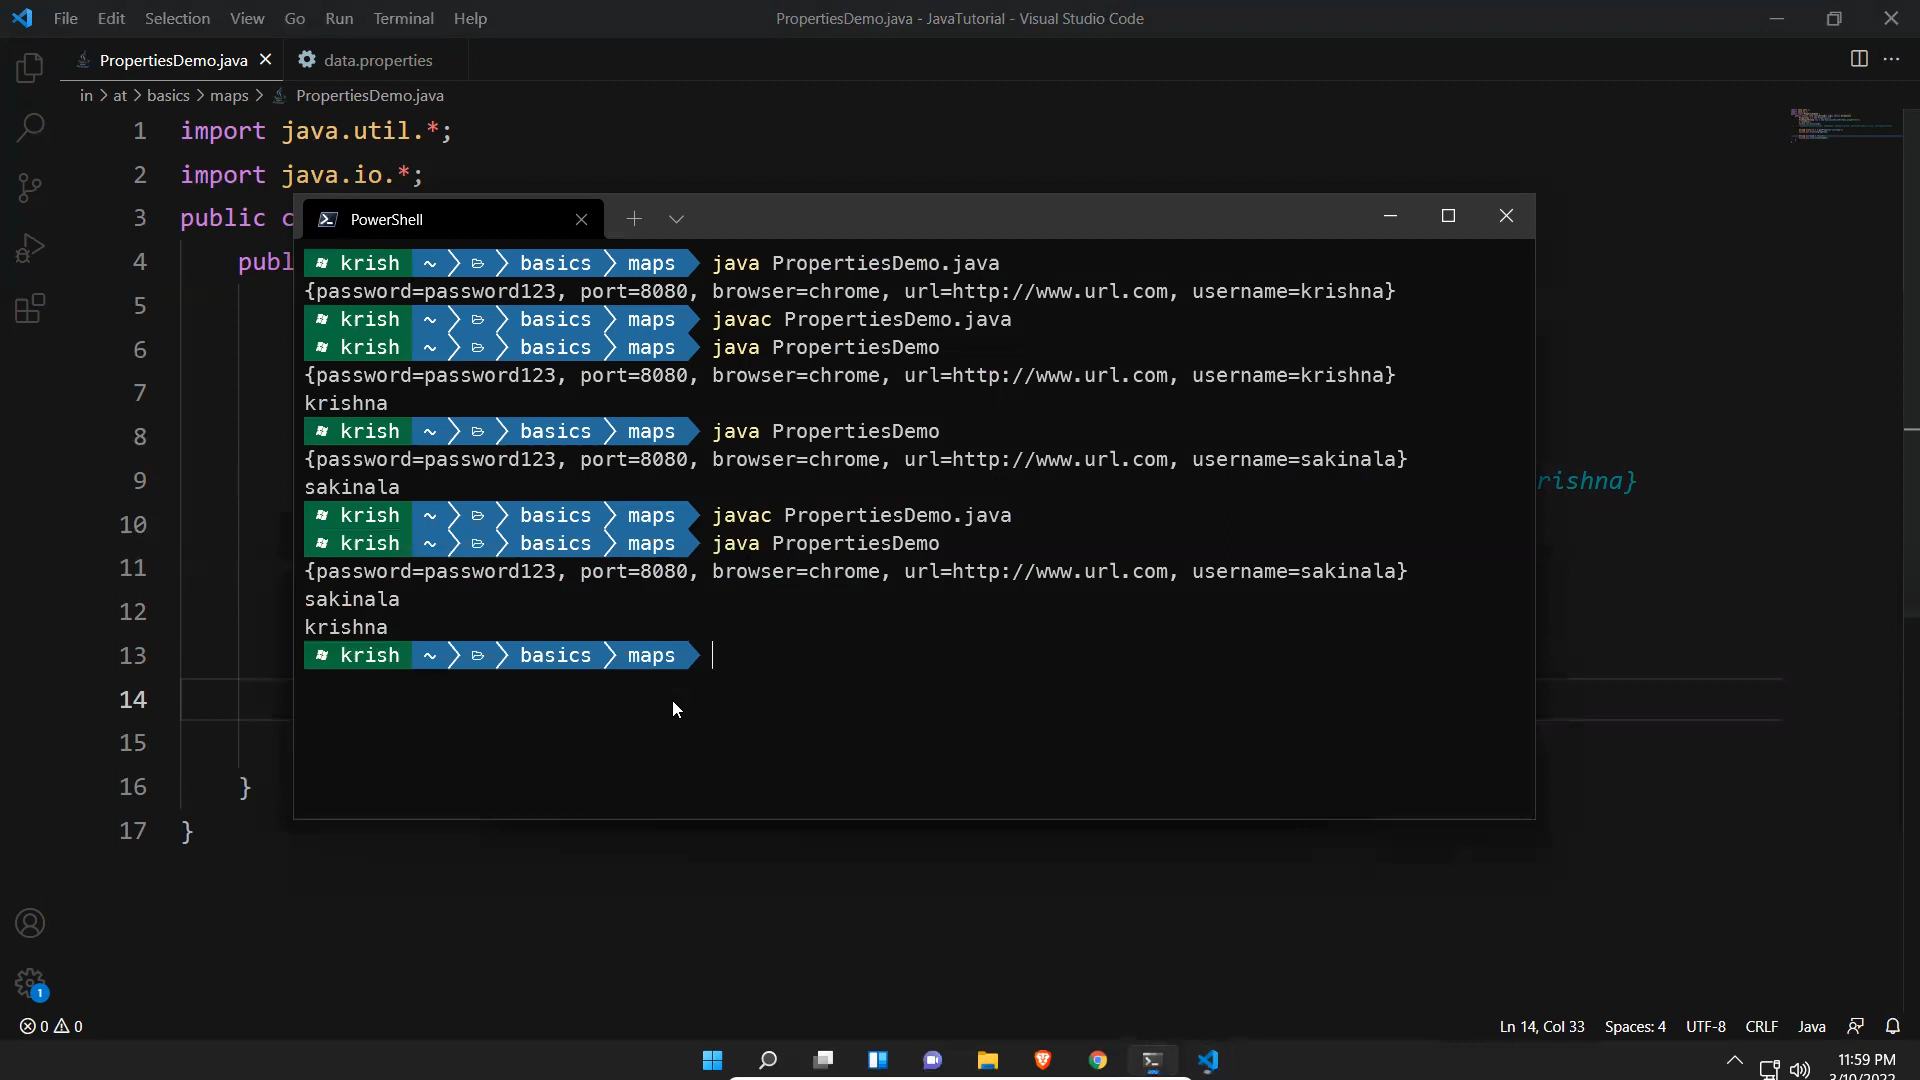 File Edit Selection View Go Run Terminal Help PropertiesDemo.java - JavaTutorial - Visual Studio Code
PropertiesDemo.java data.properties
in > at > basics > maps > PropertiesDemo.java
1 import java.util.*;
2 import java.io.*;
3 public c
4 publ
5
6
7
8
9 rishna}
10
11
12
13
14
15
16 }
17 }
PowerShell
krish ~ basics maps java PropertiesDemo.java
{password=password123, port=8080, browser=chrome, url=http://www.url.com, username=krishna}
krish ~ basics maps javac PropertiesDemo.java
krish ~ basics maps java PropertiesDemo
{password=password123, port=8080, browser=chrome, url=http://www.url.com, username=krishna}
krishna
krish ~ basics maps java PropertiesDemo
{password=password123, port=8080, browser=chrome, url=http://www.url.com, username=sakinala}
sakinala
krish ~ basics maps javac PropertiesDemo.java
krish ~ basics maps java PropertiesDemo
{password=password123, port=8080, browser=chrome, url=http://www.url.com, username=sakinala}
sakinala
krishna
krish ~ basics maps
1
0 0 Ln 14, Col 33 Spaces: 4 UTF-8 CRLF Java
11:59 PM
3/10/2022